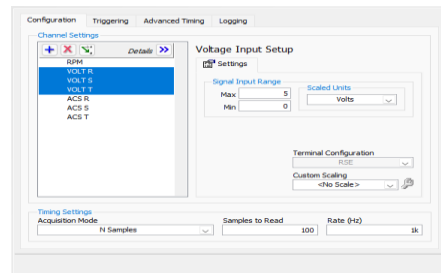 Configuration Triggering Advanced Timing Logging
Channel Settings
Details >>
RPM
VOLT R
VOLT S
VOLT T
ACS R
ACS S
ACS T
Voltage Input Setup
Settings
Signal Input Range
Max 5
Min 0
Scaled Units
Volts
Terminal Configuration
RSE
Custom Scaling
<No Scale>
Timing Settings
Acquisition Mode
N Samples
Samples to Read
100
Rate (Hz)
1k